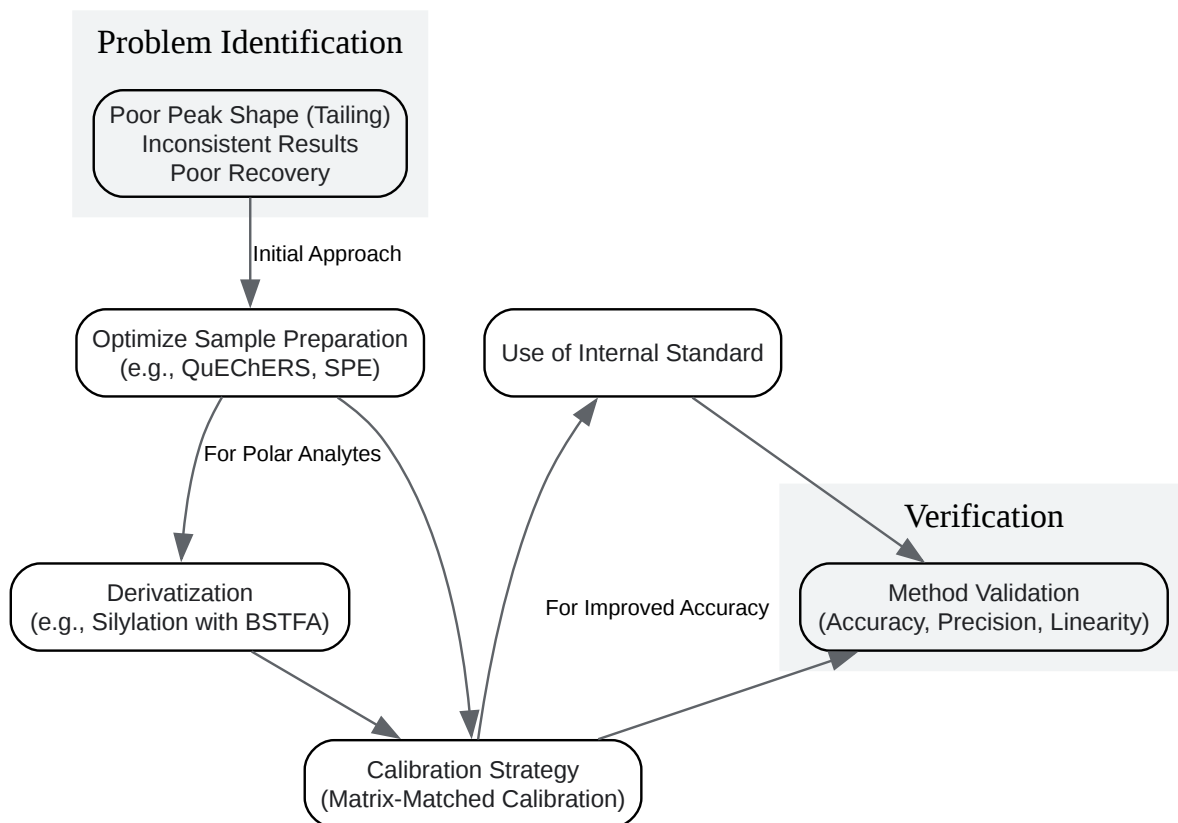 Problem Identification
Poor Peak Shape (Tailing)
Inconsistent Results
Poor Recovery
Initial Approach
Optimize Sample Preparation
(e.g., QuEChERS, SPE)
Use of Internal Standard
For Polar Analytes
Verification
Derivatization
(e.g., Silylation with BSTFA)
For Improved Accuracy
Method Validation
(Accuracy, Precision, Linearity)
Calibration Strategy
(Matrix-Matched Calibration)